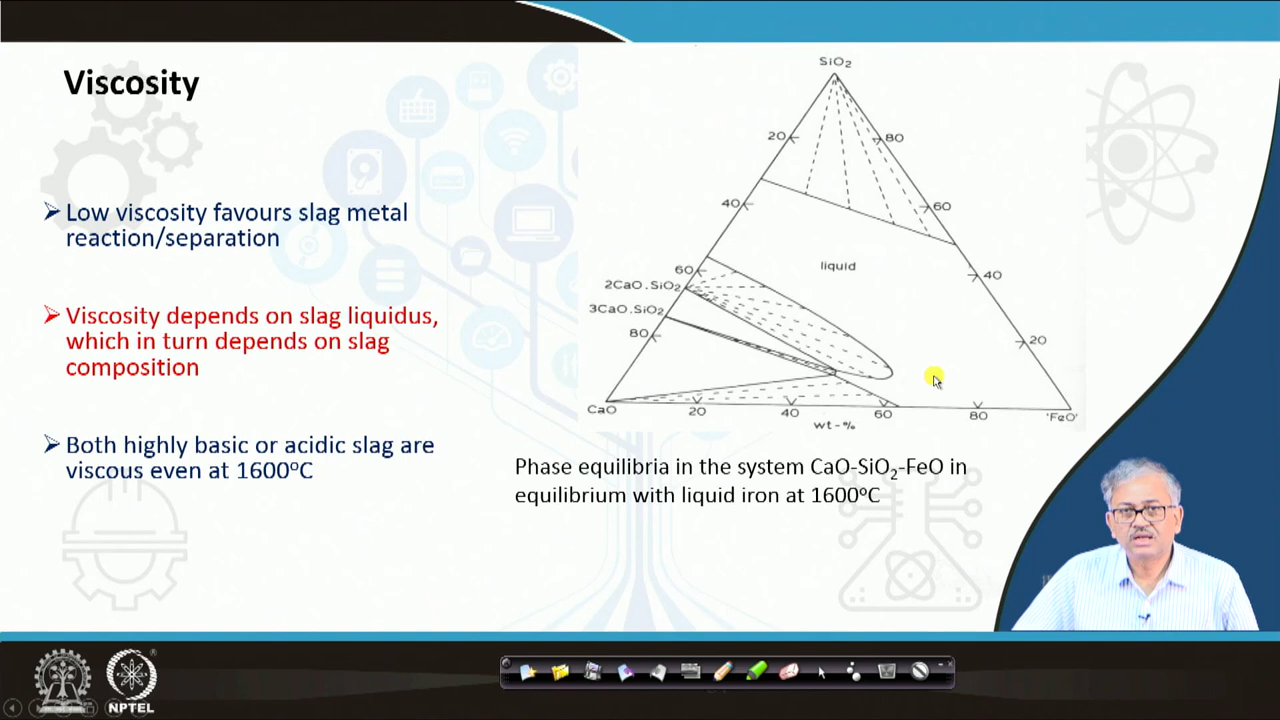 Viscosity
Low viscosity favours slag metal
reaction/separation
Viscosity depends on slag liquidus,
which in turn depends on slag
composition
Both highly basic or acidic slag are
viscous even at 1600⁰C
SiO₂
20
80
40
60
liquid
60
40
2CaO.SiO₂
3CaO.SiO₂
80
20
CaO
20
40
60
80
'FeO'
wt-%
Phase equilibria in the system CaO-SiO₂-FeO in
equilibrium with liquid iron at 1600⁰C
NPTEL